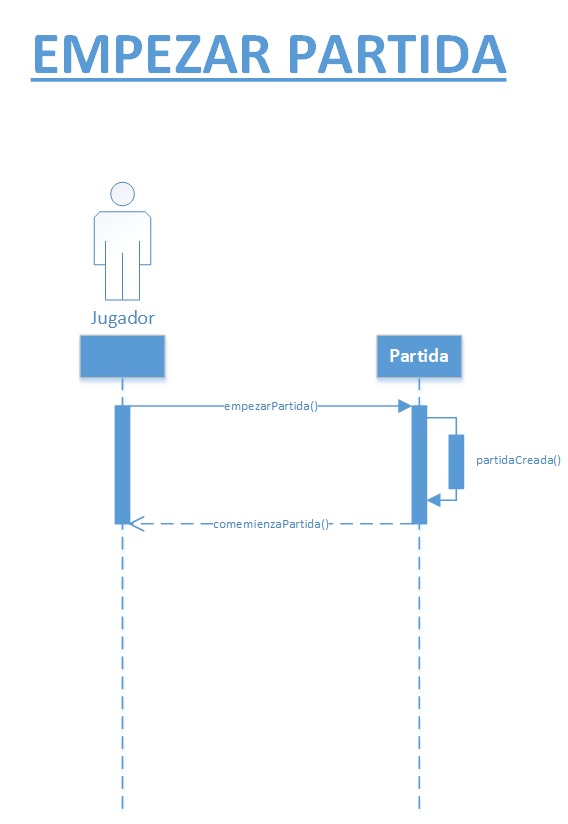 EMPEZAR PARTIDA
Jugador
Partida
empezarPartida()
partidaCreada()
comemienzaPartida()